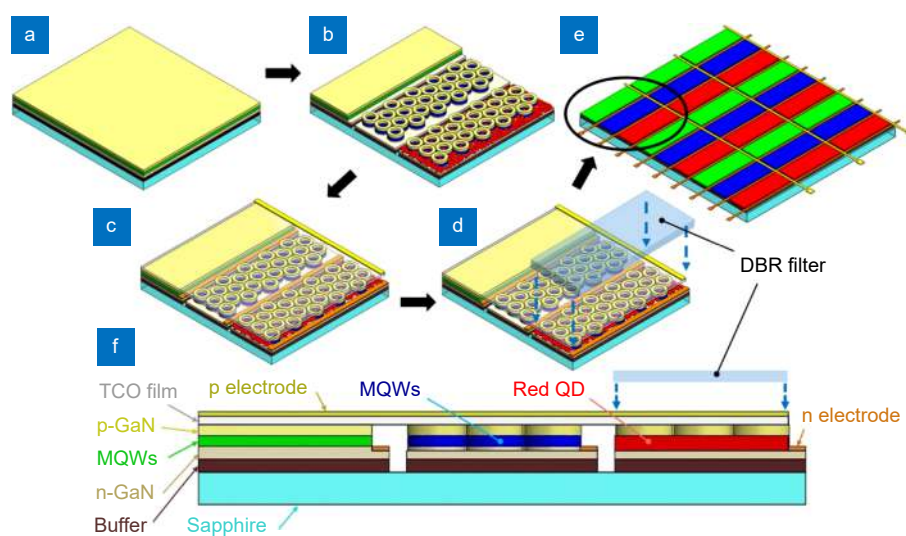 a
b
e
c
d
DBR filter
f
TCO film
p electrode
MQWs
Red QD
n electrode
p-GaN
MQWs
n-GaN
Buffer
Sapphire